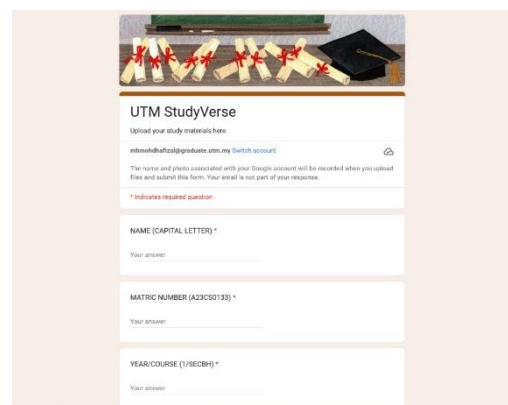 UTM StudyVerse
Upload your study materials here
mhmohdhafizal@graduate.utm.my Switch account
The name and photo associated with your Google account will be recorded when you upload
files and submit this form. Your email is not part of your response.
* Indicates required question
NAME (CAPITAL LETTER) *
Your answer
MATRIC NUMBER (A23CS0133) *
Your answer
YEAR/COURSE (1/SECBH) *
Your answer